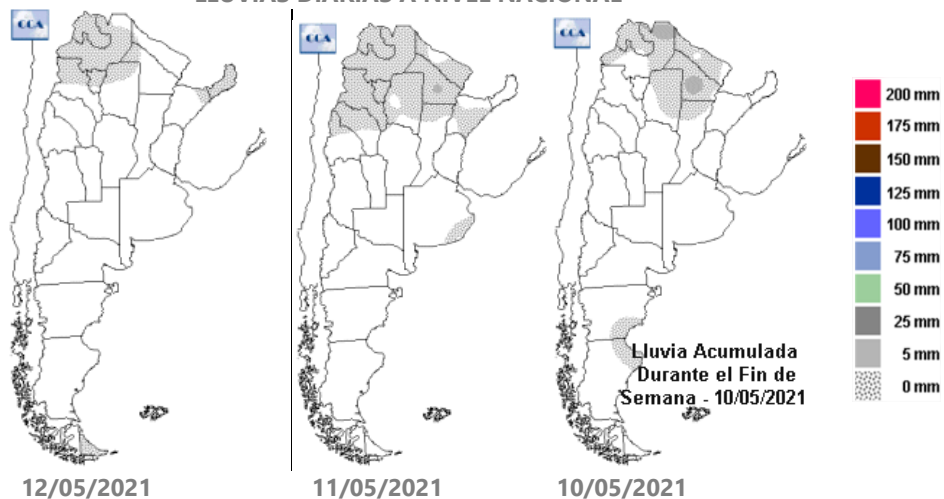 LLUVIAS DIARIAS A NIVEL NACIONAL
CCA
CCA
CCA
200 mm
175 mm
150 mm
125 mm
100 mm
75 mm
50 mm
25 mm
5 mm
0 mm
Lluvia Acumulada
Durante el Fin de
Semana - 10/05/2021
12/05/2021
11/05/2021
10/05/2021